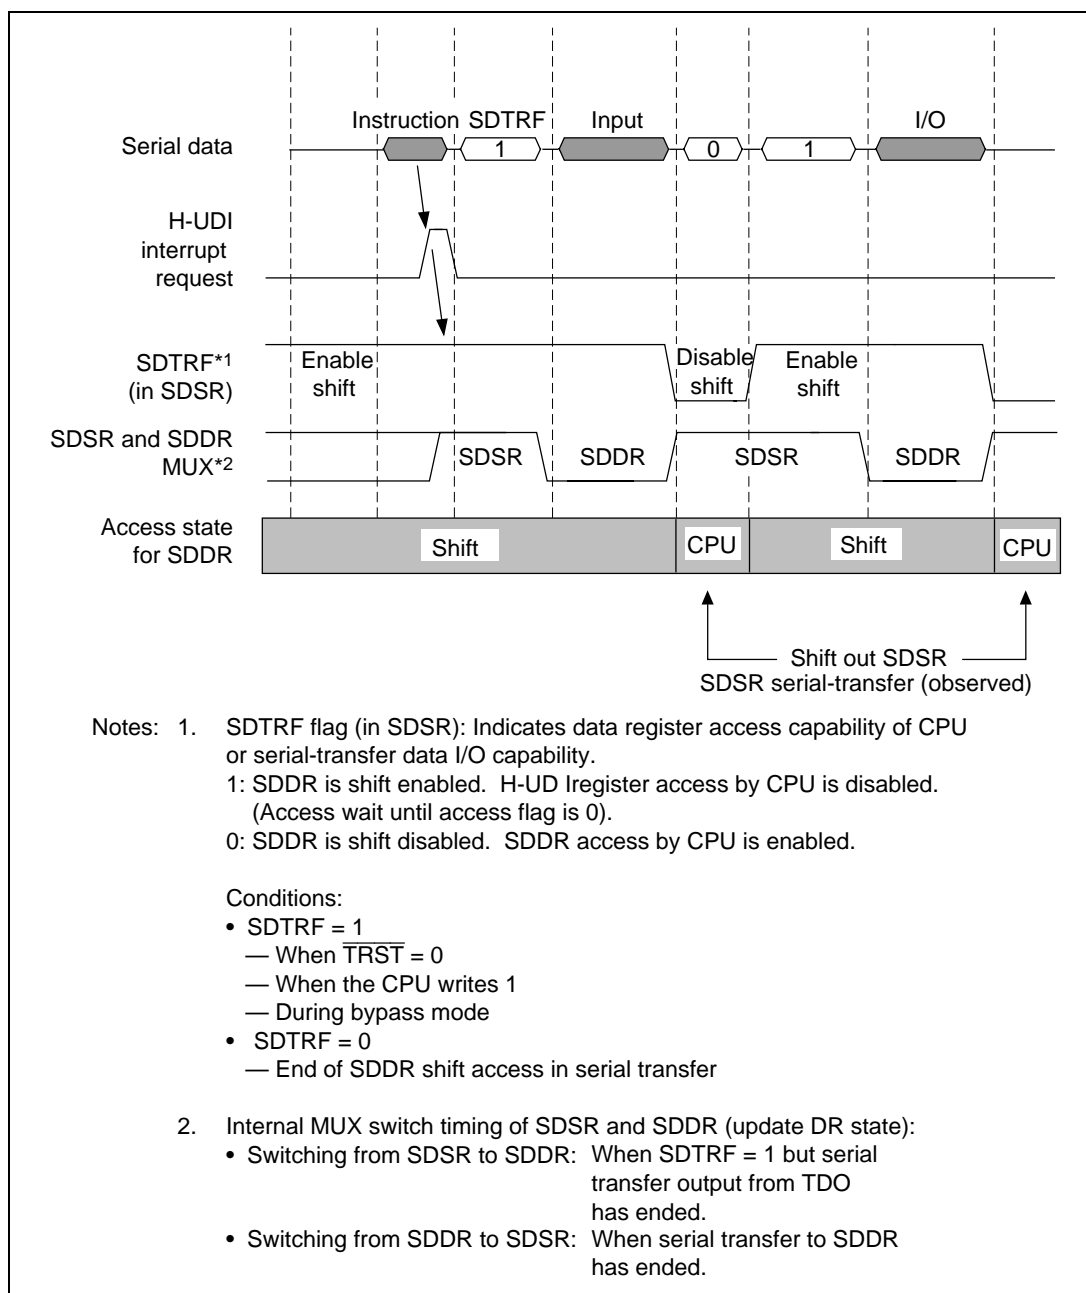 Instruction SDTRF Input I/O
Serial data 1 0 1
H-UDI
interrupt
request
SDTRF*1
(in SDSR)
Enable
shift
Disable
shift
Enable
shift
SDSR and SDDR
MUX*2
SDSR SDDR SDSR SDDR
Access state
for SDDR
Shift CPU Shift CPU
Shift out SDSR
SDSR serial-transfer (observed)
Notes: 1. SDTRF flag (in SDSR): Indicates data register access capability of CPU
or serial-transfer data I/O capability.
1: SDDR is shift enabled. H-UD Iregister access by CPU is disabled.
(Access wait until access flag is 0).
0: SDDR is shift disabled. SDDR access by CPU is enabled.
Conditions:
• SDTRF = 1
— When T̅R̅S̅T̅ = 0
— When the CPU writes 1
— During bypass mode
• SDTRF = 0
— End of SDDR shift access in serial transfer
2. Internal MUX switch timing of SDSR and SDDR (update DR state):
• Switching from SDSR to SDDR: When SDTRF = 1 but serial
transfer output from TDO
has ended.
• Switching from SDDR to SDSR: When serial transfer to SDDR
has ended.